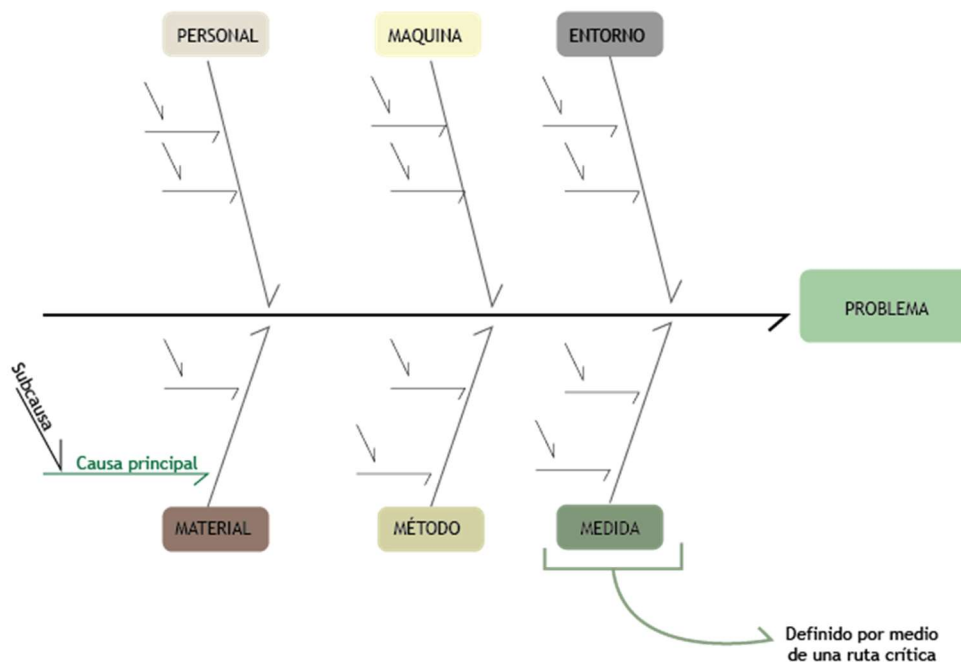 PERSONAL
MAQUINA
ENTORNO
PROBLEMA
Subcausa
Causa principal
MATERIAL
MÉTODO
MEDIDA
Definido por medio
de una ruta crítica